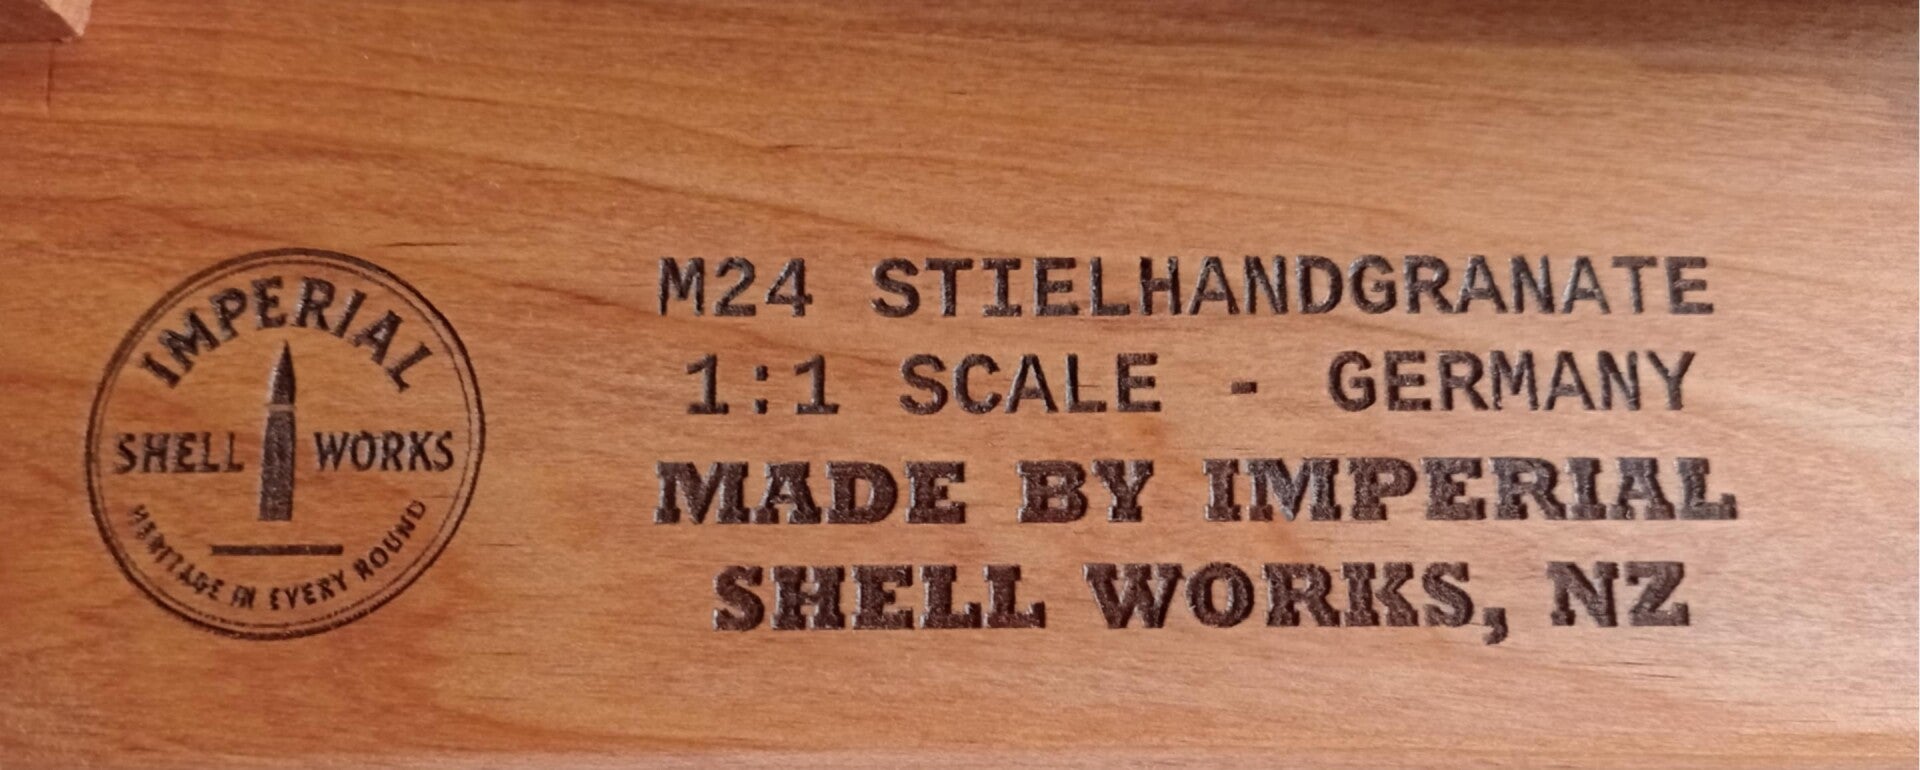 IMPERIAL
SHELL WORKS
HERITAGE IN EVERY ROUND
M24 STIELHANDGRANATE
1:1 SCALE - GERMANY
MADE BY IMPERIAL
SHELL WORKS, NZ